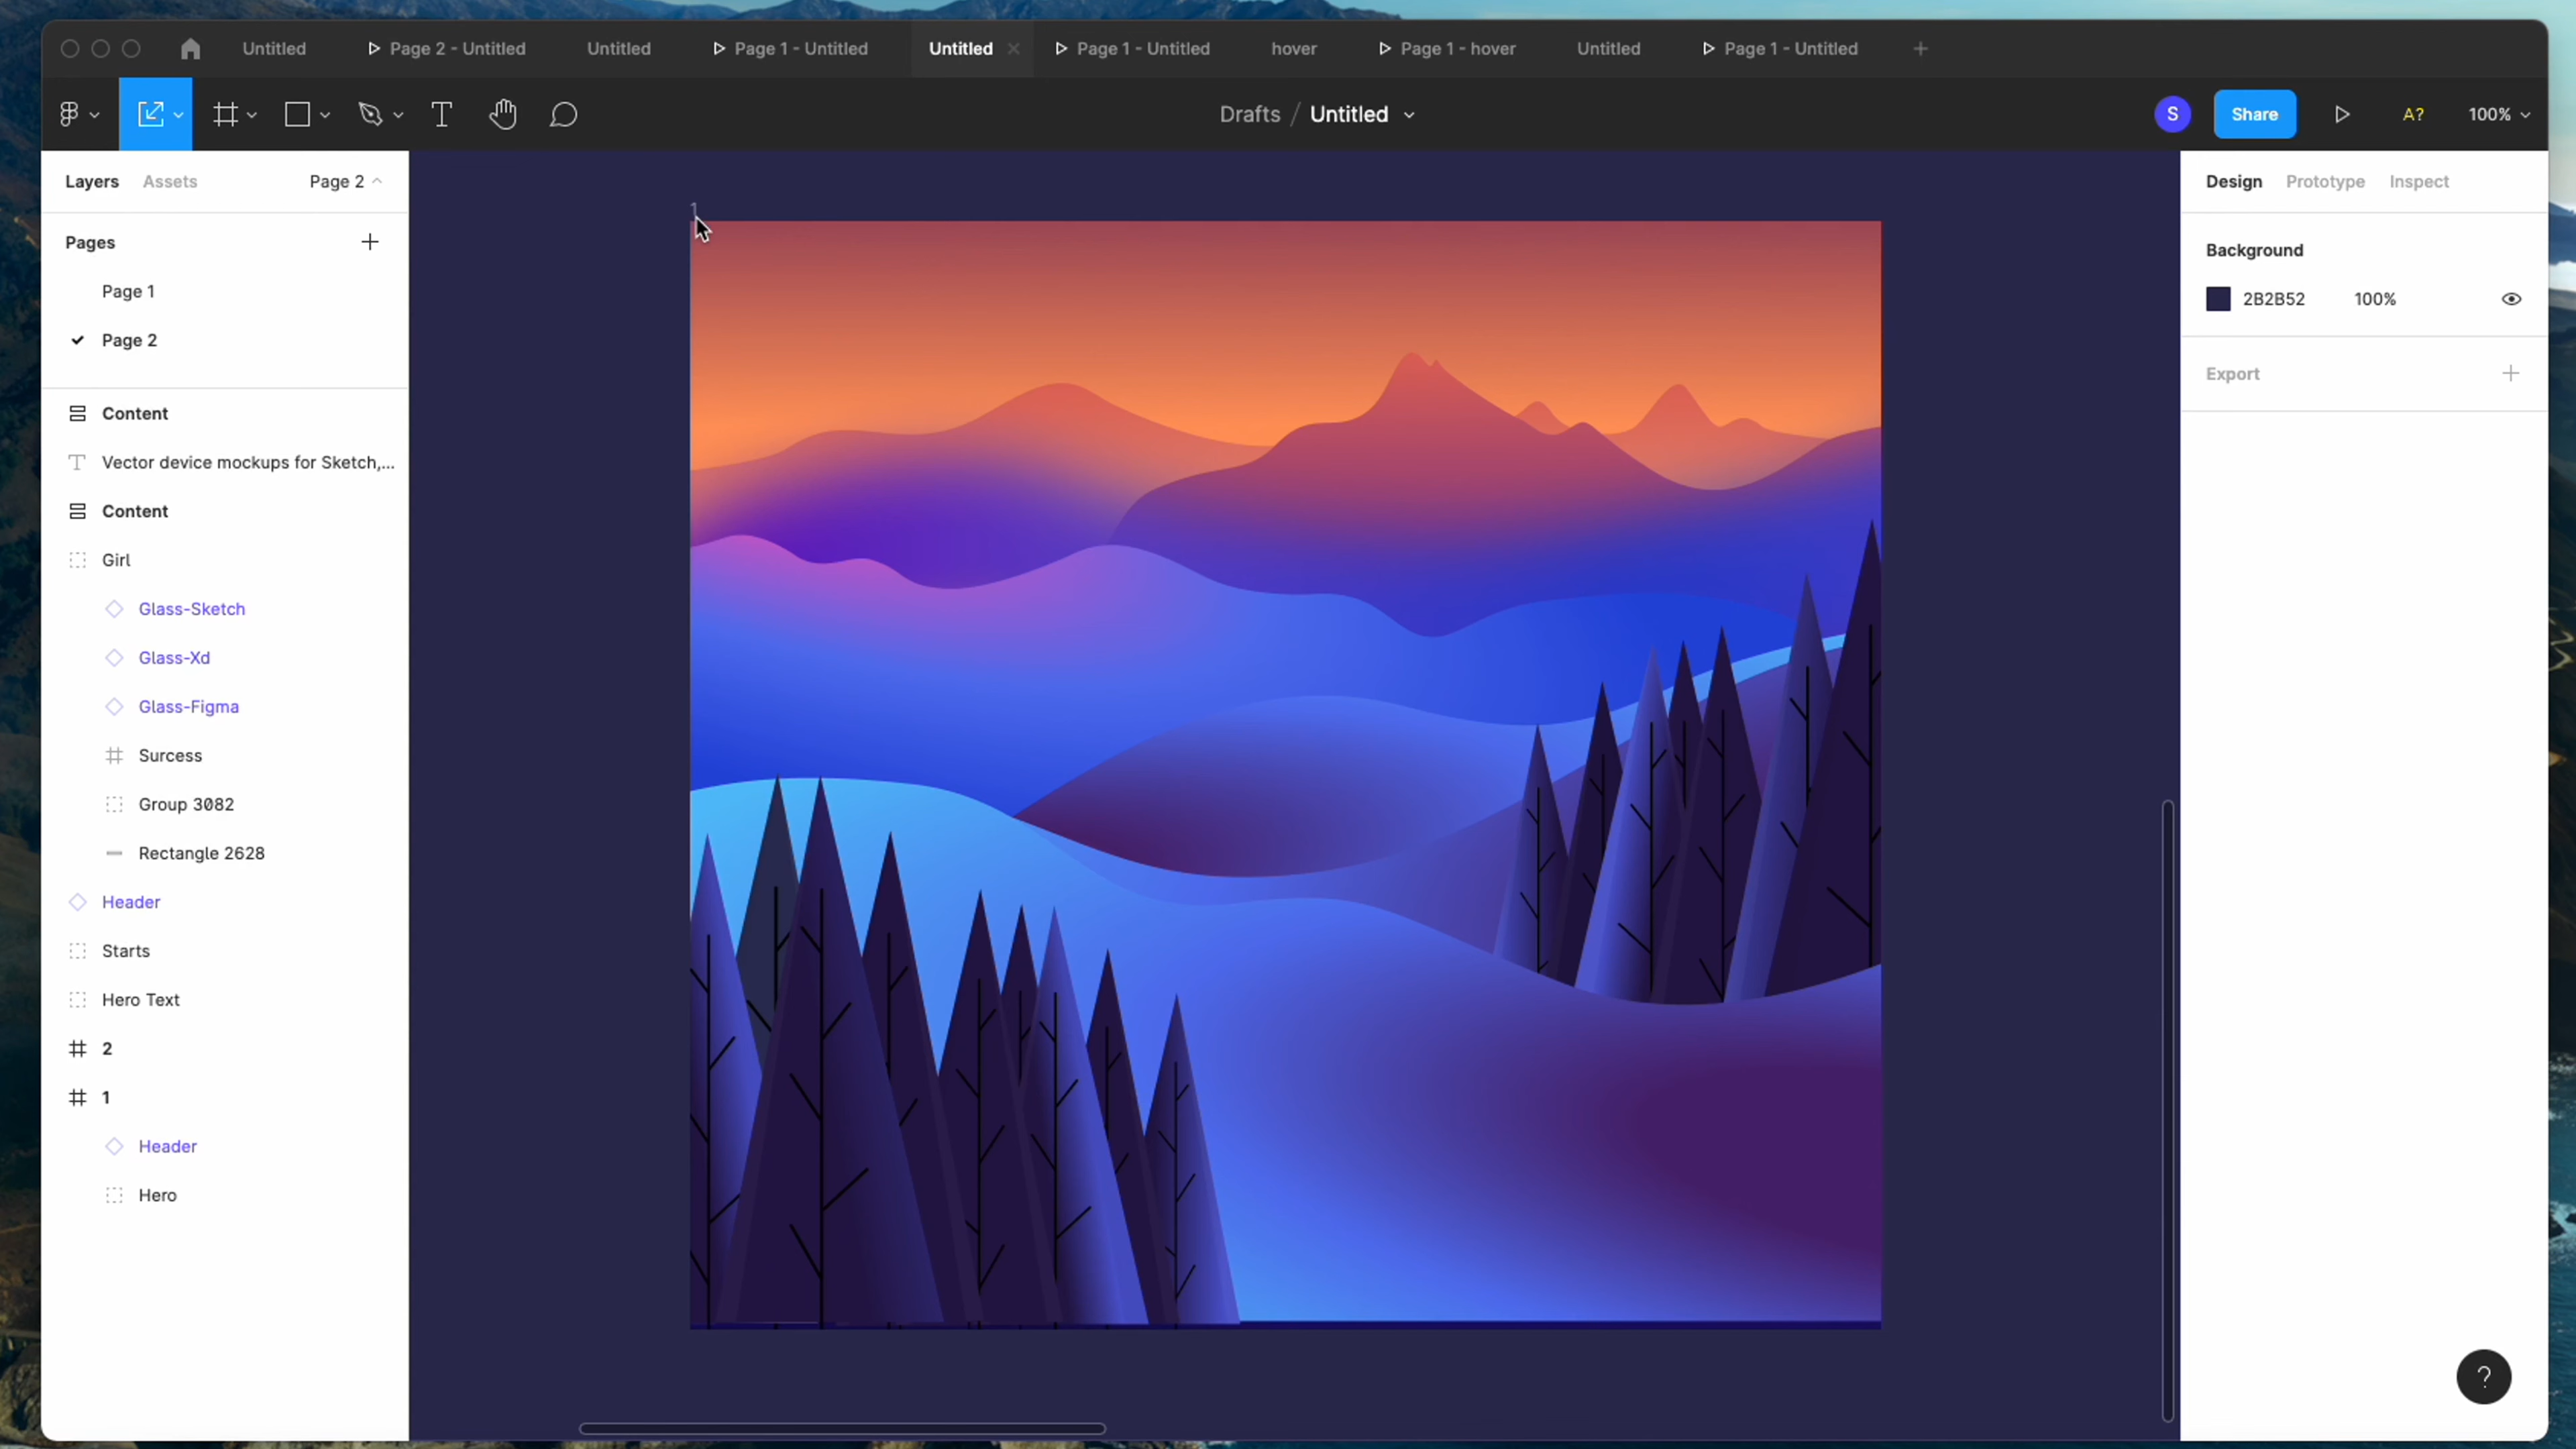 Untitled
Page 2 - Untitled
Untitled
Page 1 - Untitled
Untitled
Page 1 - Untitled
hover
Page 1 - hover
Untitled
Page 1 - Untitled
Drafts / Untitled
S
Share
A?
100%
Layers
Assets
Page 2
Pages
Page 1
Page 2
Content
Vector device mockups for Sketch,...
Content
Girl
Glass-Sketch
Glass-Xd
Glass-Figma
Surcess
Group 3082
Rectangle 2628
Header
Starts
Hero Text
2
1
Header
Hero
1
Design
Prototype
Inspect
Background
2B2B52
100%
Export
?